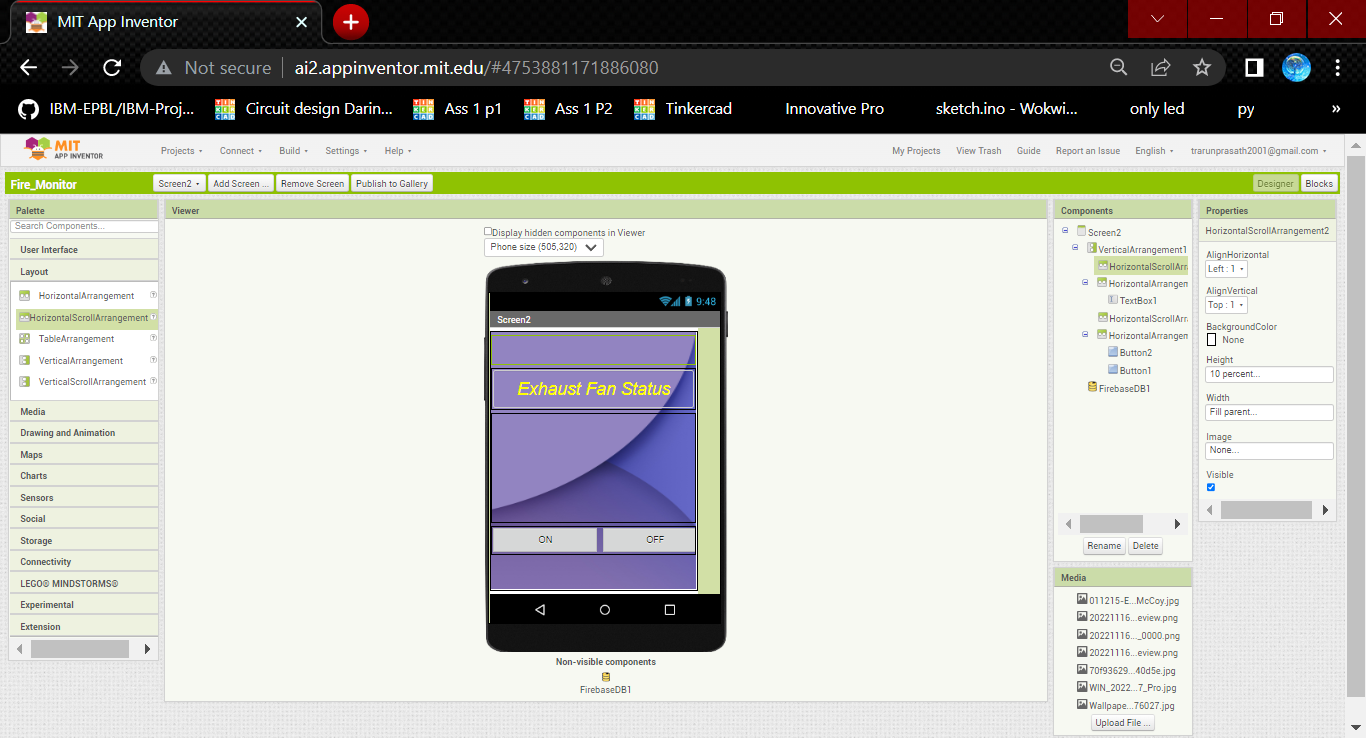 MIT App Inventor
Not secure ai2.appinventor.mit.edu/#4753881171886080
IBM-EPBL/IBM-Proj... Circuit design Darin... Ass 1 p1 Ass 1 P2 Tinkercad Innovative Pro sketch.ino - Wokwi... only led py »
MIT APP INVENTOR Projects Connect Build Settings Help My Projects View Trash Guide Report an Issue English trarunprasath2001@gmail.com
Fire_Monitor Screen2 Add Screen ... Remove Screen Publish to Gallery Designer Blocks
Palette
Search Components...
User Interface
Layout
HorizontalArrangement
HorizontalScrollArrangement
TableArrangement
VerticalArrangement
VerticalScrollArrangement
Media
Drawing and Animation
Maps
Charts
Sensors
Social
Storage
Connectivity
LEGO® MINDSTORMS®
Experimental
Extension
Viewer
Display hidden components in Viewer
Phone size (505,320)
9:48
Screen2
Exhaust Fan Status
ON OFF
Non-visible components
FirebaseDB1
Components
Screen2
VerticalArrangement1
HorizontalScrollArra
HorizontalArrangem
TextBox1
HorizontalScrollArra
HorizontalArrangem
Button2
Button1
FirebaseDB1
Rename Delete
Media
011215-E...McCoy.jpg
20221116...eview.png
20221116..._0000.png
20221116...eview.png
70f93629...40d5e.jpg
WIN_2022...7_Pro.jpg
Wallpape...76027.jpg
Upload File ...
Properties
HorizontalScrollArrangement2
AlignHorizontal
Left : 1
AlignVertical
Top : 1
BackgroundColor
None
Height
10 percent...
Width
Fill parent...
Image
None...
Visible